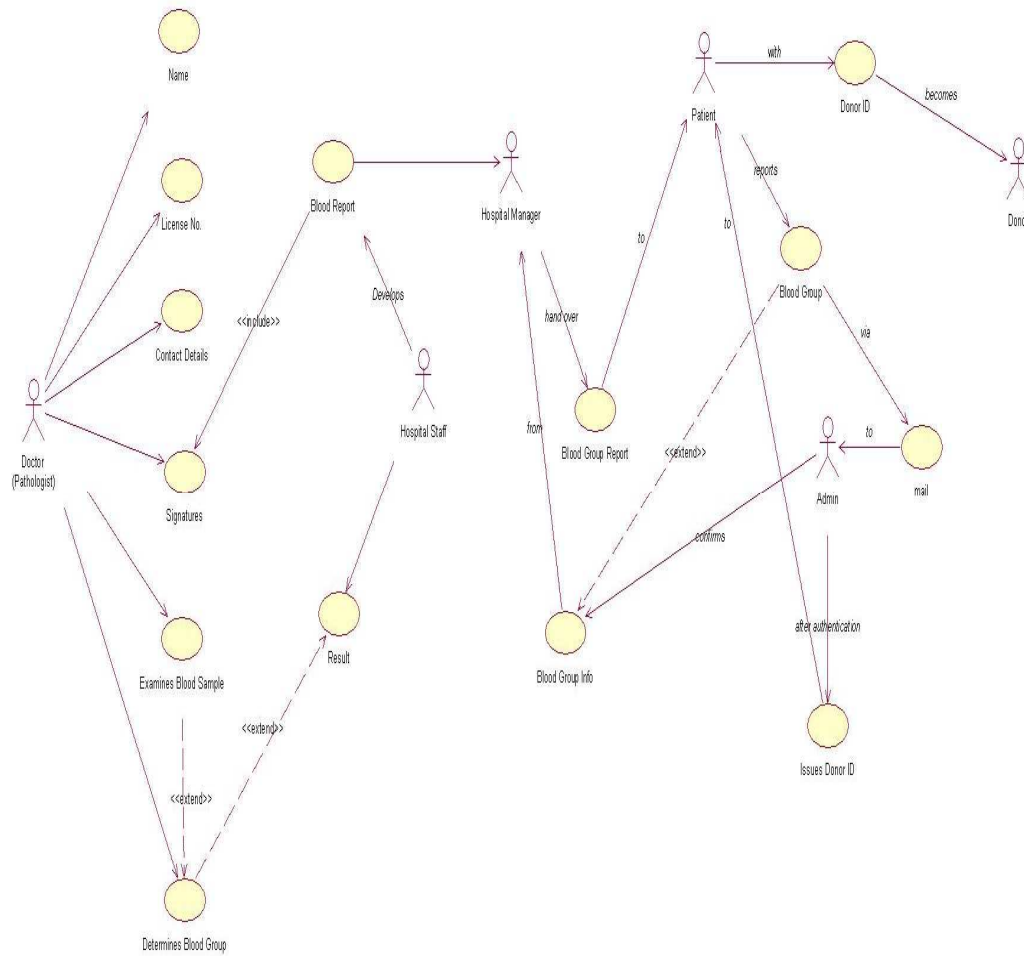 Name
License No.
Contact Details
Doctor
(Pathologist)
Signatures
Examines Blood Sample
<<extend>>
Determines Blood Group
<<extend>>
Blood Report
<<include>>
Develops
Hospital Staff
Result
Hospital Manager
hand over
Blood Group Report
from
to
Patient
with
Donor ID
becomes
reports
Blood Group
to
via
<<extend>>
Admin
to
mail
confirms
Blood Group Info
after authentication
Issues Donor ID